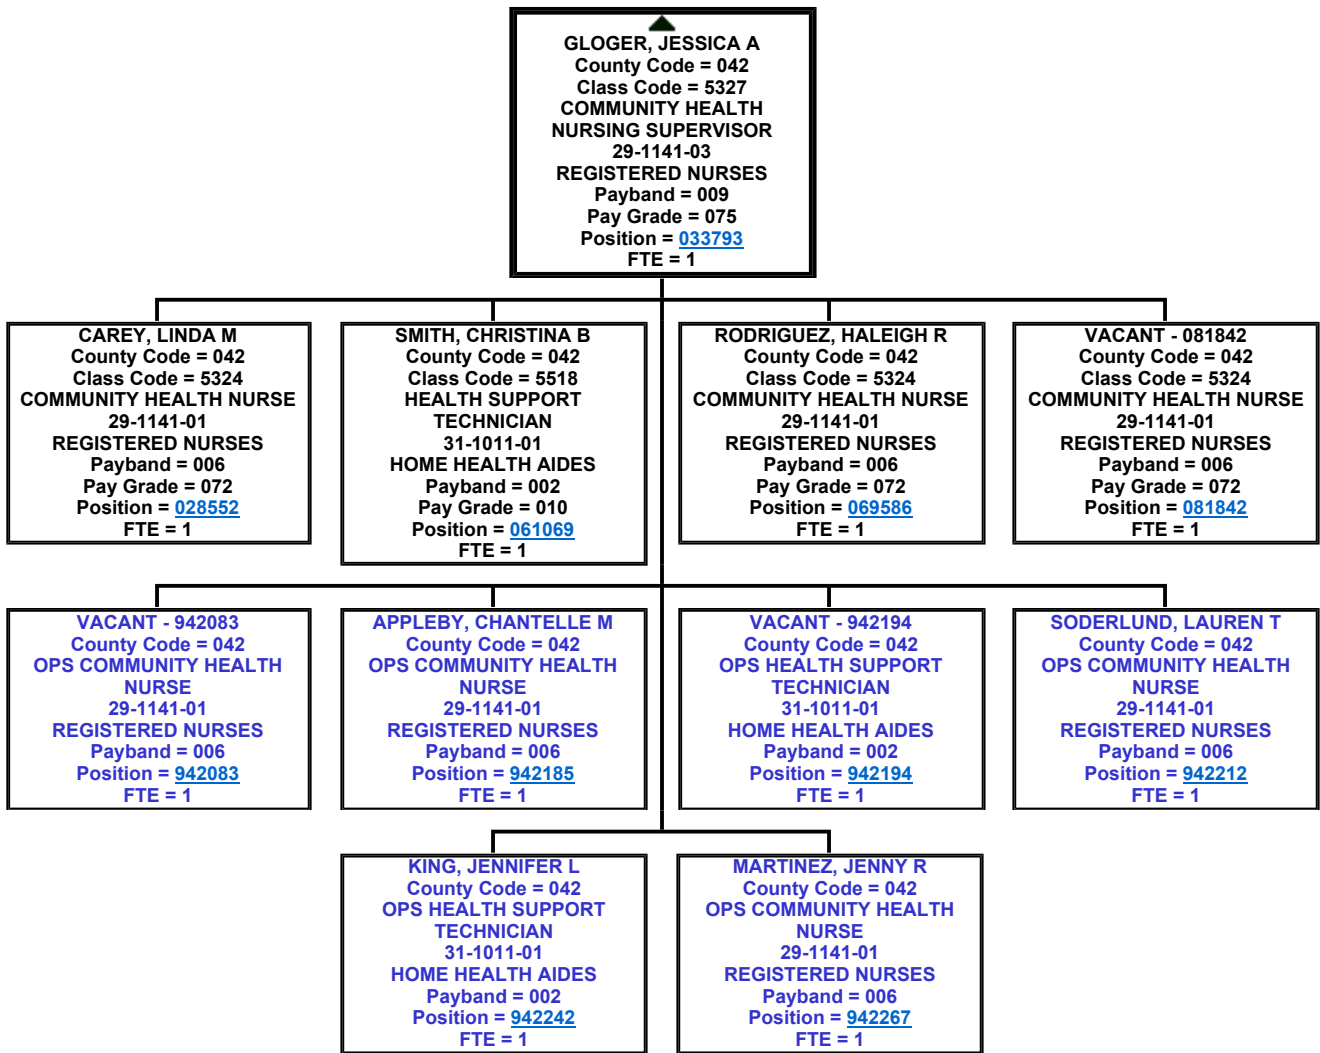 GLOGER, JESSICA A
County Code = 042
Class Code = 5327
COMMUNITY HEALTH
NURSING SUPERVISOR
29-1141-03
REGISTERED NURSES
Payband = 009
Pay Grade = 075
Position = 033793
FTE = 1
CAREY, LINDA M
County Code = 042
Class Code = 5324
COMMUNITY HEALTH NURSE
29-1141-01
REGISTERED NURSES
Payband = 006
Pay Grade = 072
Position = 028552
FTE = 1
SMITH, CHRISTINA B
County Code = 042
Class Code = 5518
HEALTH SUPPORT
TECHNICIAN
31-1011-01
HOME HEALTH AIDES
Payband = 002
Pay Grade = 010
Position = 061069
FTE = 1
RODRIGUEZ, HALEIGH R
County Code = 042
Class Code = 5324
COMMUNITY HEALTH NURSE
29-1141-01
REGISTERED NURSES
Payband = 006
Pay Grade = 072
Position = 069586
FTE = 1
VACANT - 081842
County Code = 042
Class Code = 5324
COMMUNITY HEALTH NURSE
29-1141-01
REGISTERED NURSES
Payband = 006
Pay Grade = 072
Position = 081842
FTE = 1
VACANT - 942083
County Code = 042
OPS COMMUNITY HEALTH
NURSE
29-1141-01
REGISTERED NURSES
Payband = 006
Position = 942083
FTE = 1
APPLEBY, CHANTELLE M
County Code = 042
OPS COMMUNITY HEALTH
NURSE
29-1141-01
REGISTERED NURSES
Payband = 006
Position = 942185
FTE = 1
VACANT - 942194
County Code = 042
OPS HEALTH SUPPORT
TECHNICIAN
31-1011-01
HOME HEALTH AIDES
Payband = 002
Position = 942194
FTE = 1
SODERLUND, LAUREN T
County Code = 042
OPS COMMUNITY HEALTH
NURSE
29-1141-01
REGISTERED NURSES
Payband = 006
Position = 942212
FTE = 1
KING, JENNIFER L
County Code = 042
OPS HEALTH SUPPORT
TECHNICIAN
31-1011-01
HOME HEALTH AIDES
Payband = 002
Position = 942242
FTE = 1
MARTINEZ, JENNY R
County Code = 042
OPS COMMUNITY HEALTH
NURSE
29-1141-01
REGISTERED NURSES
Payband = 006
Position = 942267
FTE = 1